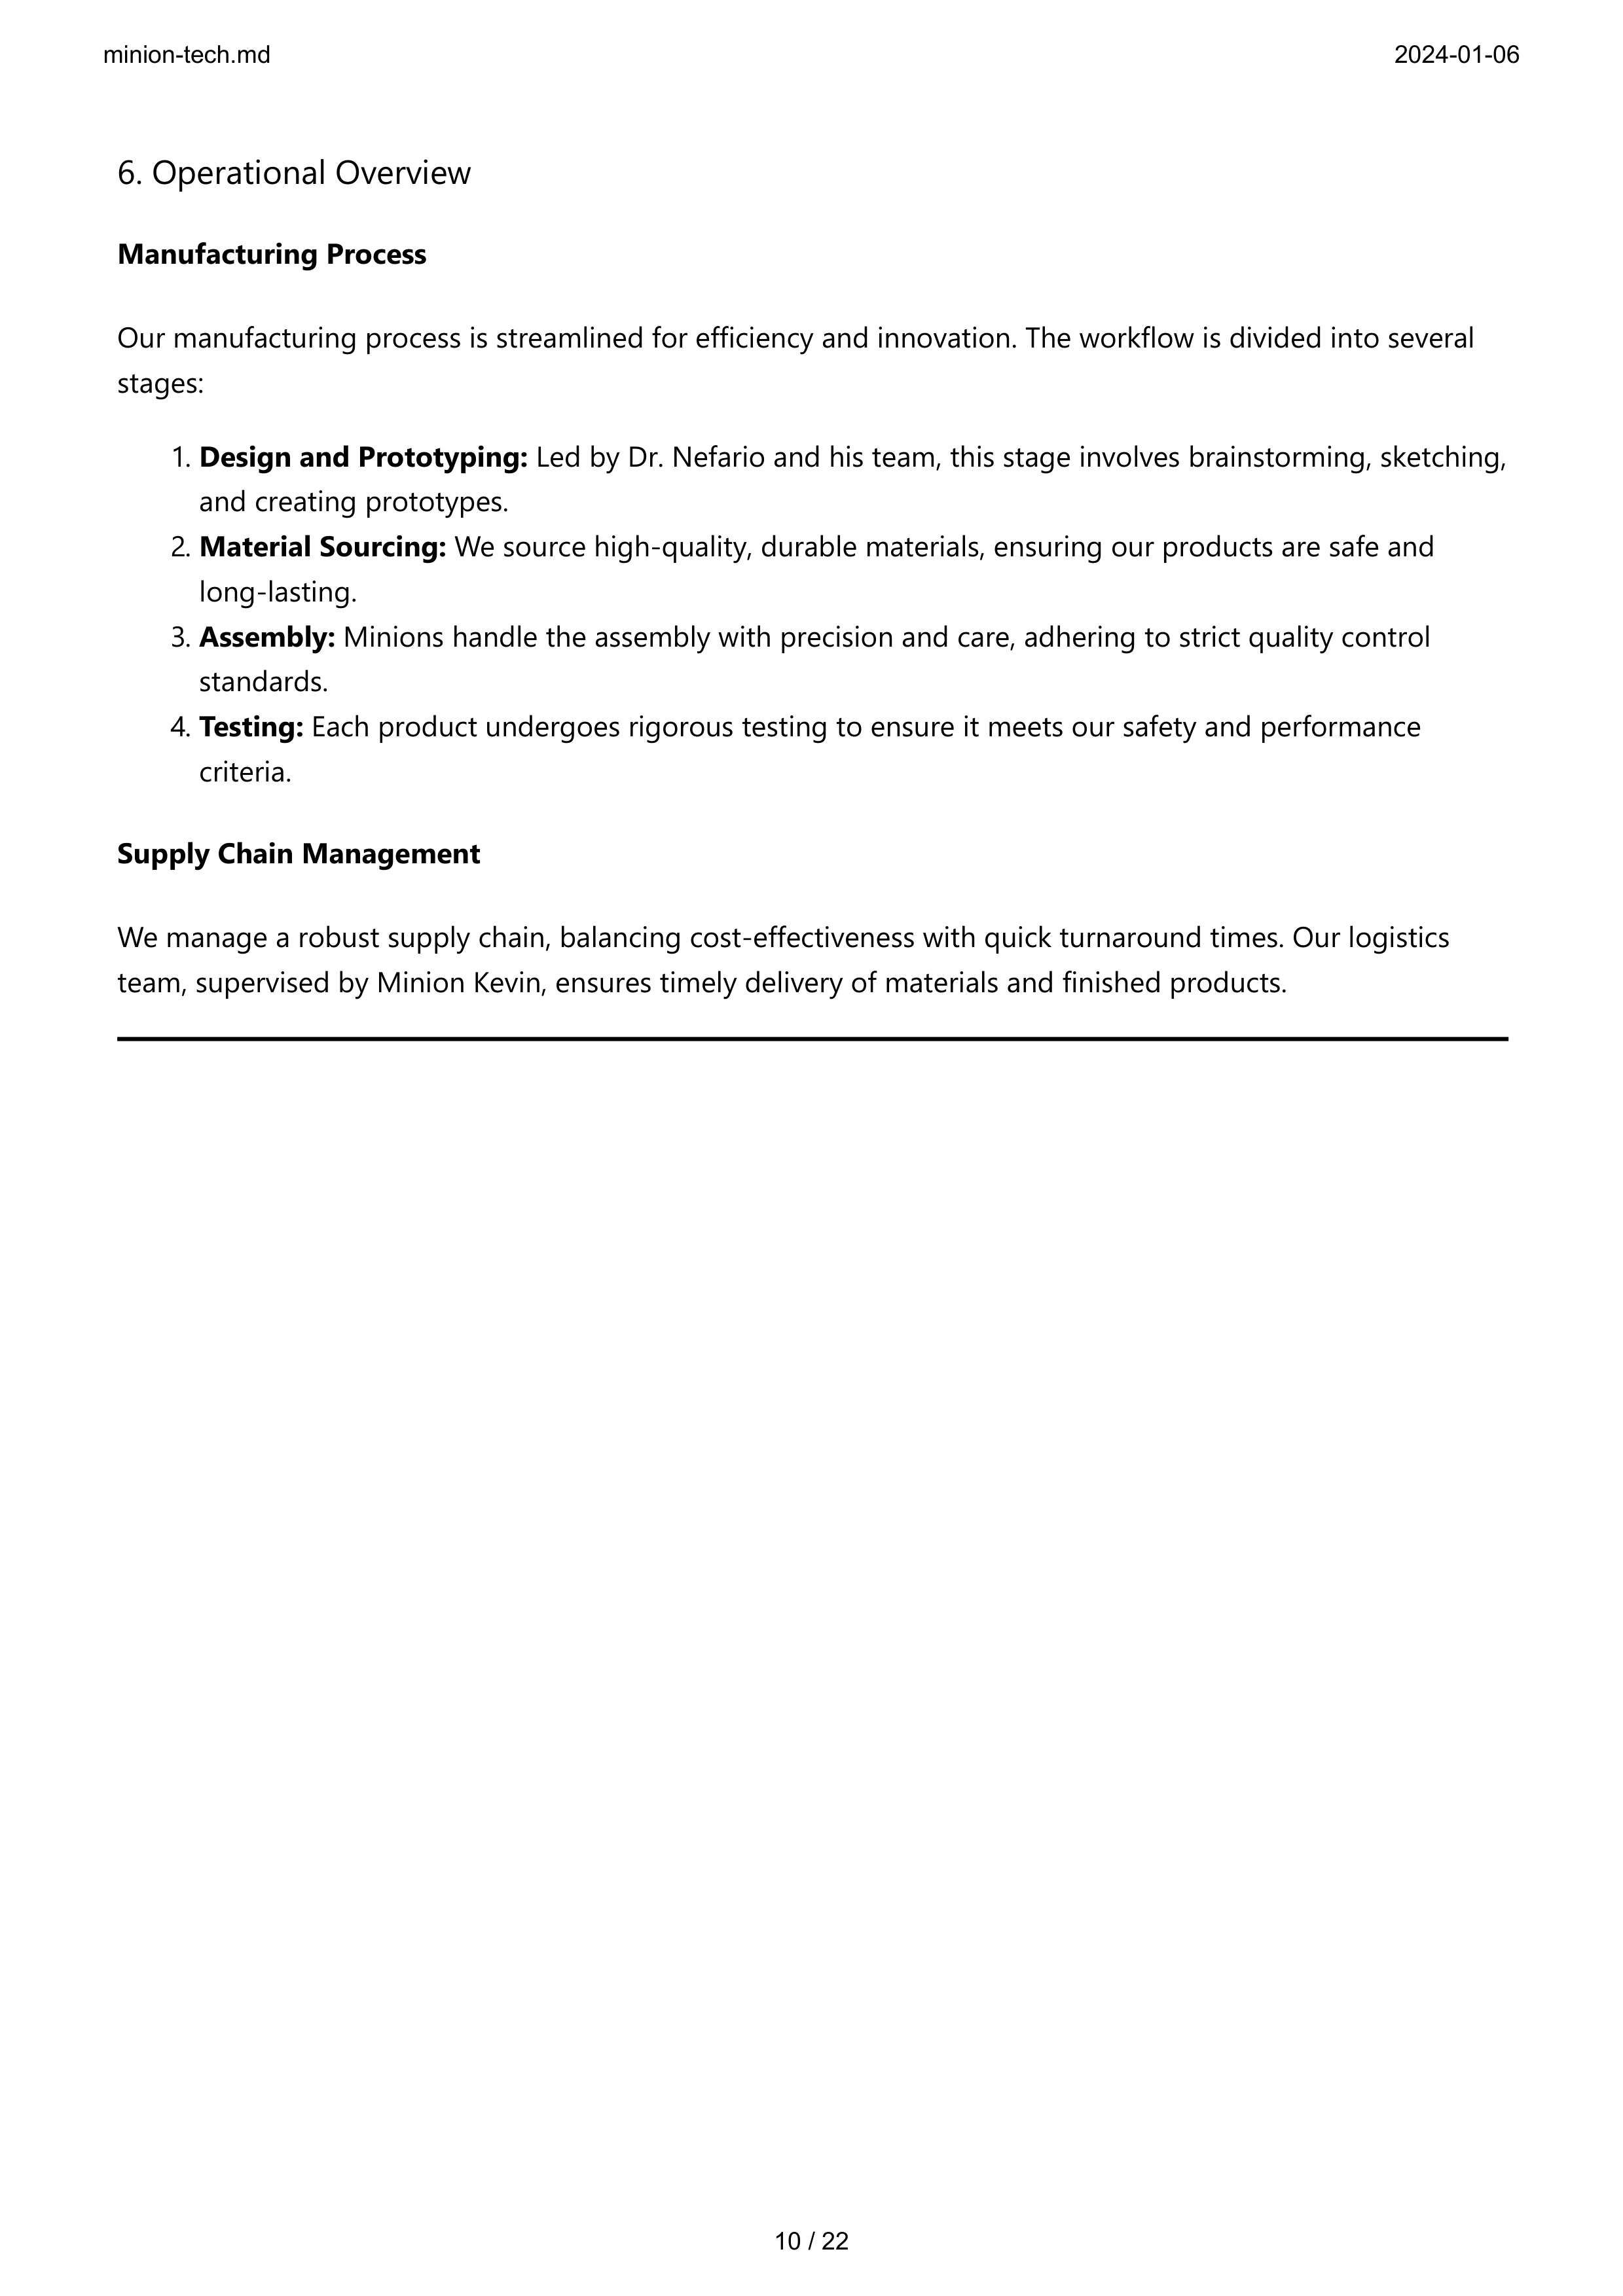 minion-tech.md 2024-01-06
6. Operational Overview
Manufacturing Process
Our manufacturing process is streamlined for efficiency and innovation. The workflow is divided into several
stages:
1. Design and Prototyping: Led by Dr. Nefario and his team, this stage involves brainstorming, sketching,
and creating prototypes.
2. Material Sourcing: We source high-quality, durable materials, ensuring our products are safe and
long-lasting.
3. Assembly: Minions handle the assembly with precision and care, adhering to strict quality control
standards.
4. Testing: Each product undergoes rigorous testing to ensure it meets our safety and performance
criteria.
Supply Chain Management
We manage a robust supply chain, balancing cost-effectiveness with quick turnaround times. Our logistics
team, supervised by Minion Kevin, ensures timely delivery of materials and finished products.
10 / 22